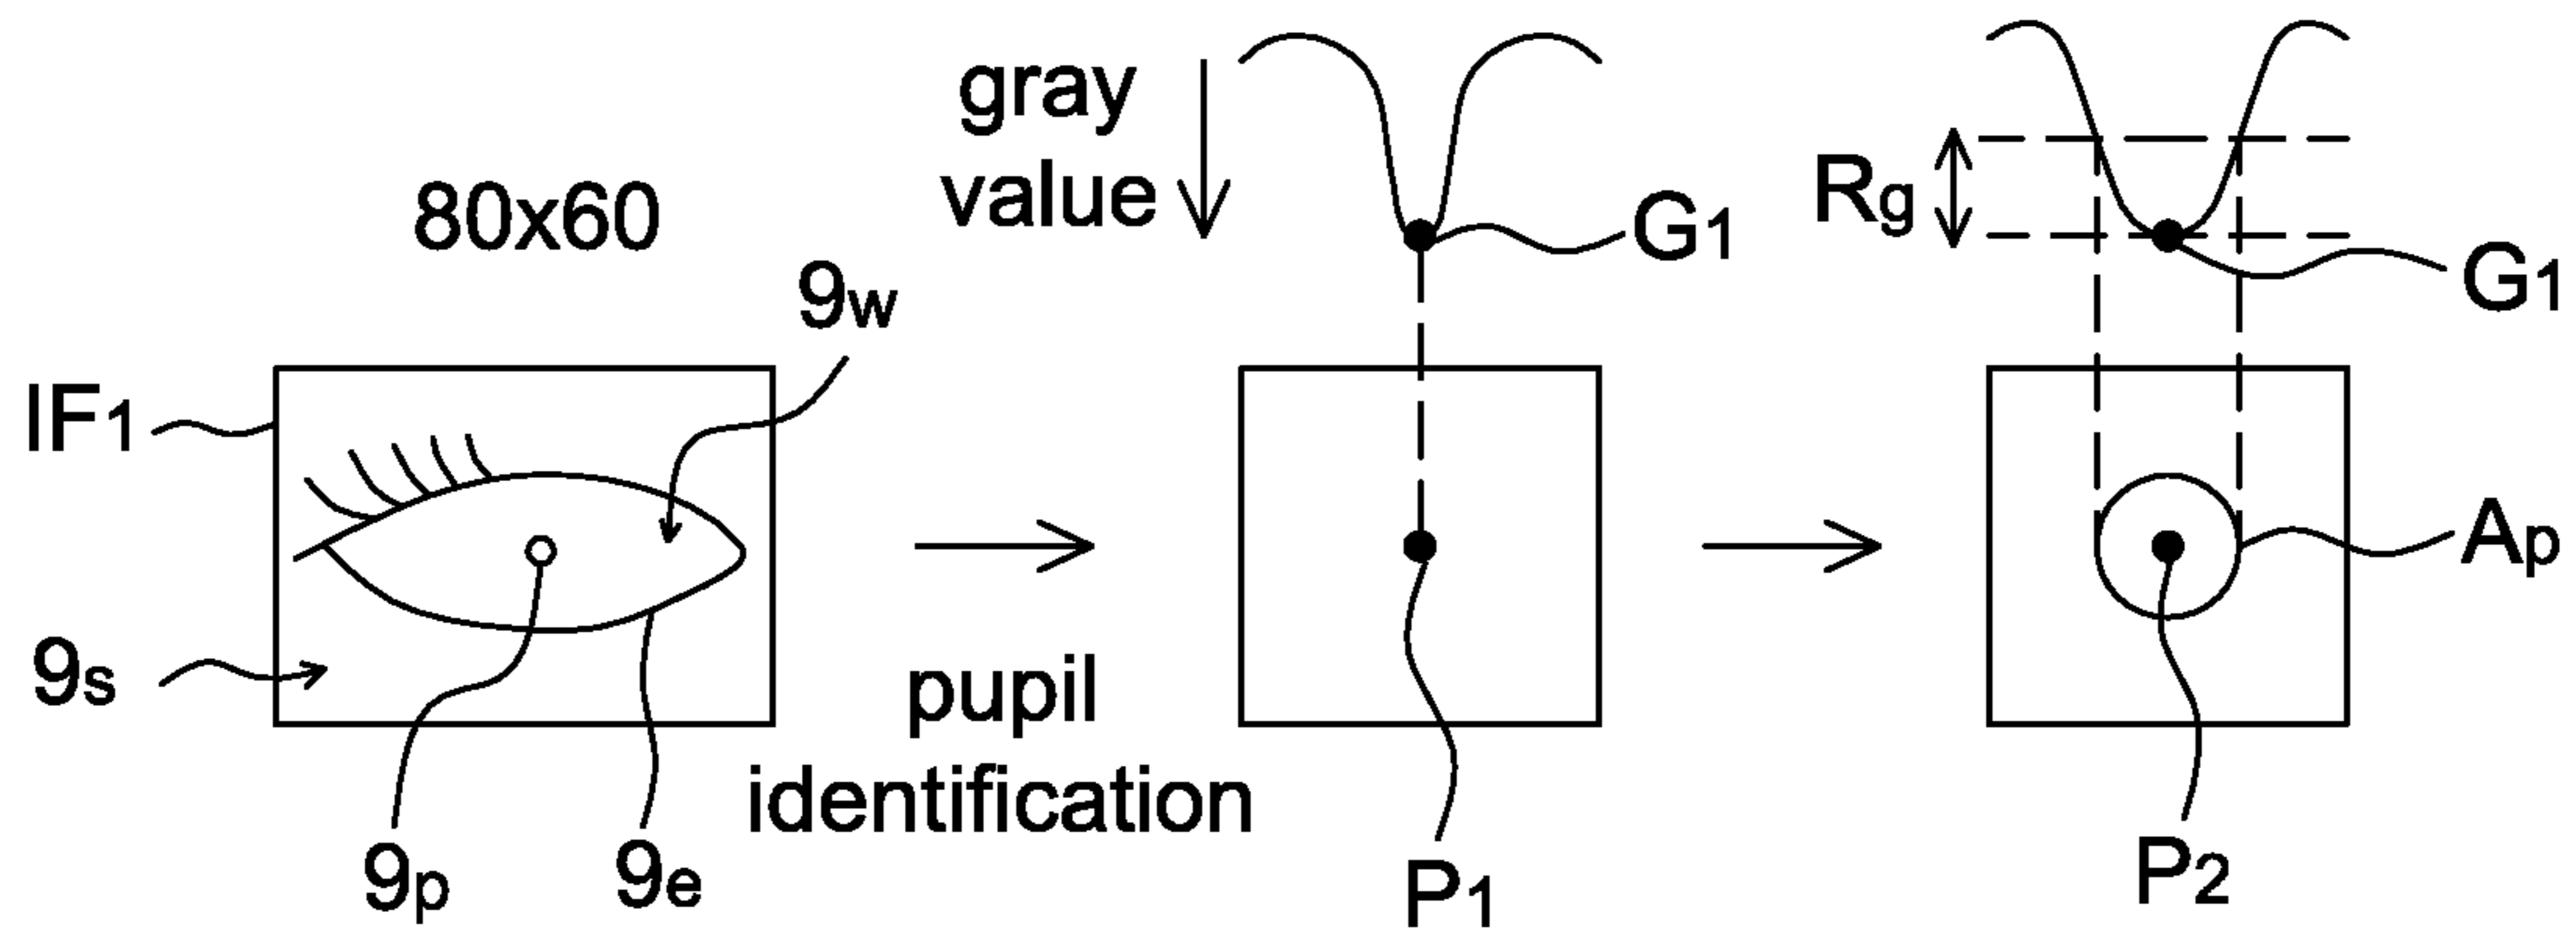 80x60
9w
IF1
9s
9p
9e
pupil
identification
gray
value
G1
P1
Rg
G1
Ap
P2